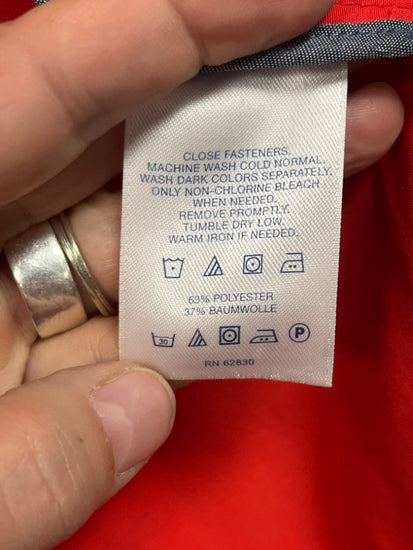 CLOSE FASTENERS.
MACHINE WASH COLD NORMAL.
WASH DARK COLORS SEPARATELY.
ONLY NON-CHLORINE BLEACH
WHEN NEEDED.
REMOVE PROMPTLY.
TUMBLE DRY LOW.
WARM IRON IF NEEDED.
63% POLYESTER
37% BAUMWOLLE
30 P
RN 62830